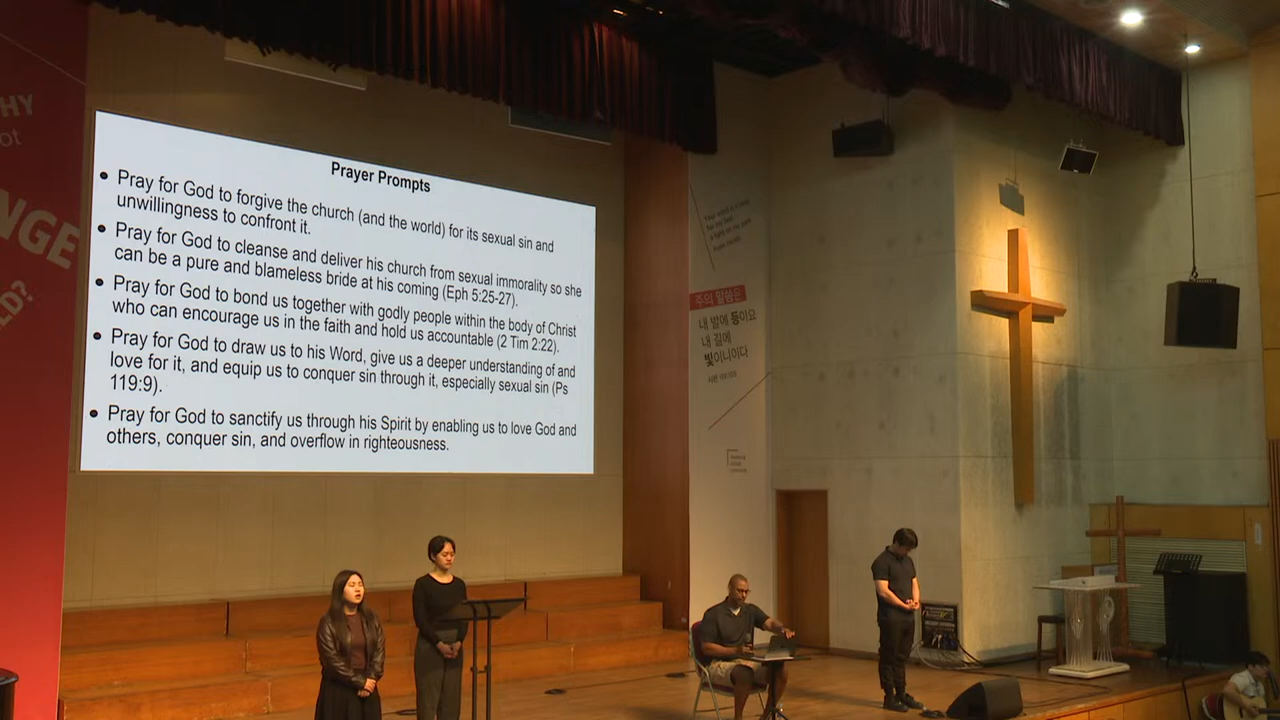 HY
ot
NGE
LD?
Prayer Prompts
• Pray for God to forgive the church (and the world) for its sexual sin and
unwillingness to confront it.
• Pray for God to cleanse and deliver his church from sexual immorality so she
can be a pure and blameless bride at his coming (Eph 5:25-27).
• Pray for God to bond us together with godly people within the body of Christ
who can encourage us in the faith and hold us accountable (2 Tim 2:22).
• Pray for God to draw us to his Word, give us a deeper understanding of and
love for it, and equip us to conquer sin through it, especially sexual sin (Ps
119:9).
• Pray for God to sanctify us through his Spirit by enabling us to love God and
others, conquer sin, and overflow in righteousness.
주의 말씀은
내 발에 등이요
내 길에
빛이니이다